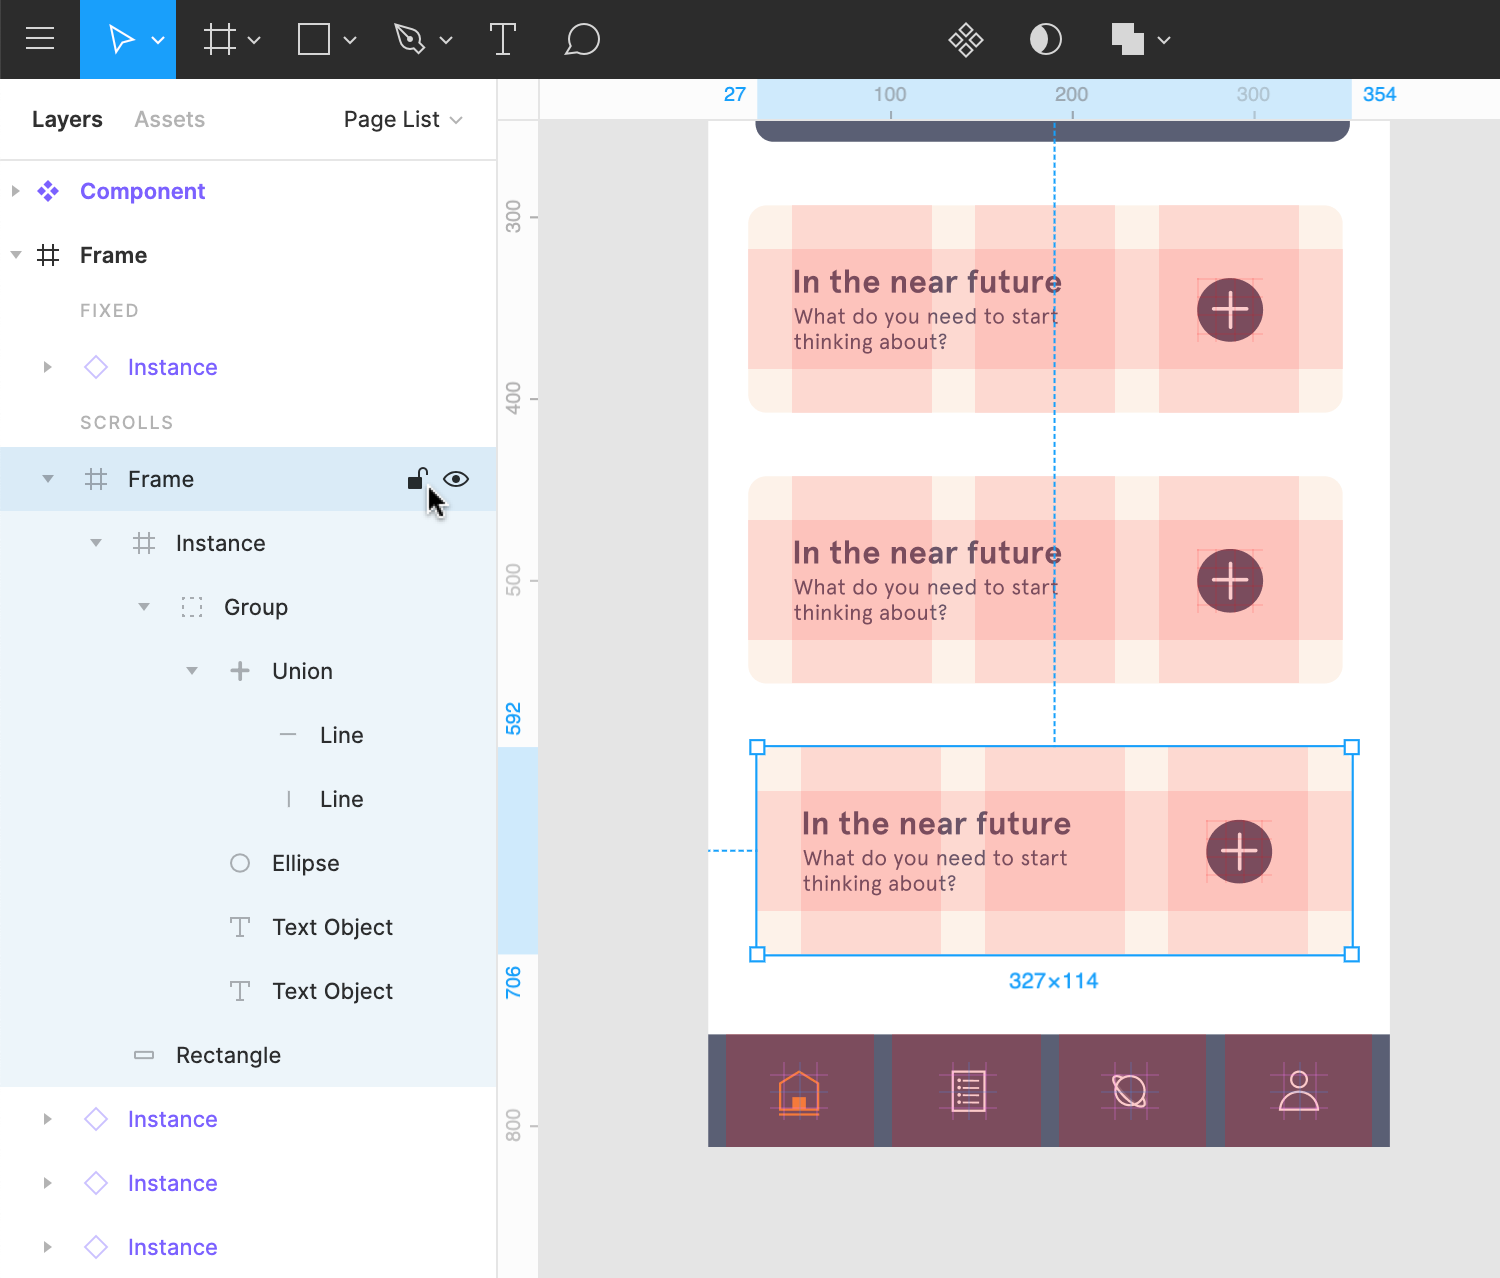 Layers Assets Page List
Component
Frame
FIXED
Instance
SCROLLS
Frame
Instance
Group
Union
Line
Line
Ellipse
Text Object
Text Object
Rectangle
Instance
Instance
Instance
27 100 200 300 354
300
400
500
592
706
800
In the near future
What do you need to start
thinking about?
In the near future
What do you need to start
thinking about?
In the near future
What do you need to start
thinking about?
327×114